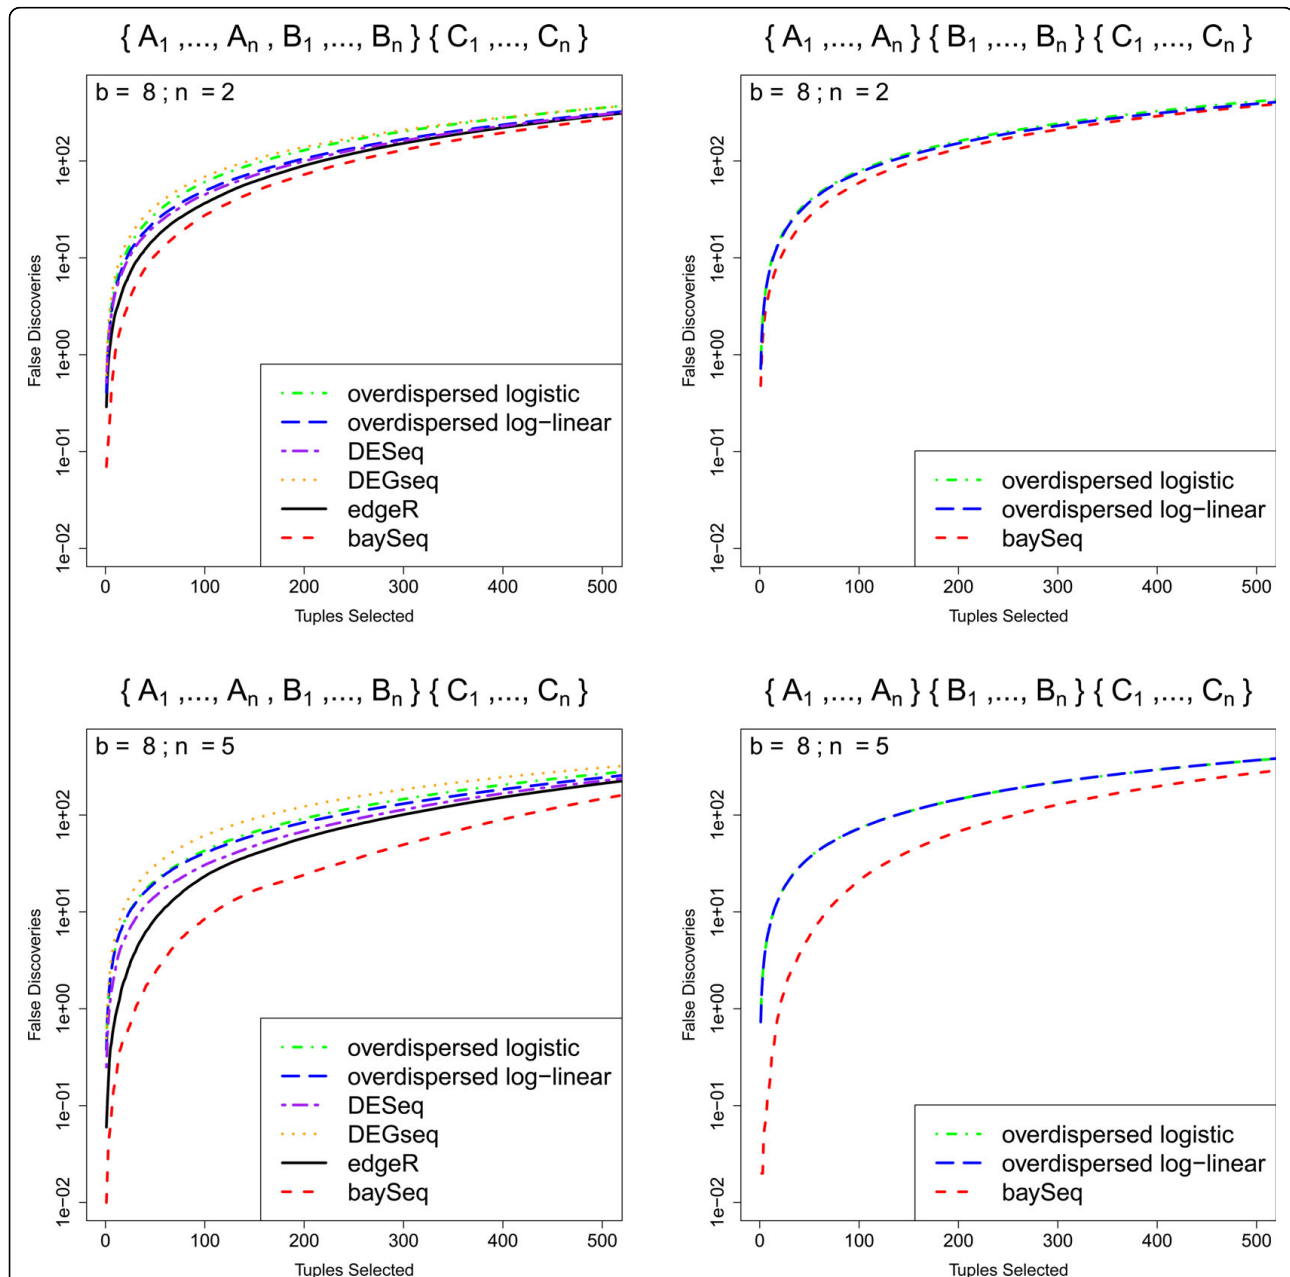 { A1 ,..., An , B1 ,..., Bn } { C1 ,..., Cn }
b = 8 ; n = 2
False Discoveries
1e+02
1e+01
1e+00
1e−01
1e−02
overdispersed logistic
overdispersed log−linear
DESeq
DEGseq
edgeR
baySeq
0 100 200 300 400 500
Tuples Selected
{ A1 ,..., An } { B1 ,..., Bn } { C1 ,..., Cn }
b = 8 ; n = 2
False Discoveries
1e+02
1e+01
1e+00
1e−01
1e−02
overdispersed logistic
overdispersed log−linear
baySeq
0 100 200 300 400 500
Tuples Selected
{ A1 ,..., An , B1 ,..., Bn } { C1 ,..., Cn }
b = 8 ; n = 5
False Discoveries
1e+02
1e+01
1e+00
1e−01
1e−02
overdispersed logistic
overdispersed log−linear
DESeq
DEGseq
edgeR
baySeq
0 100 200 300 400 500
Tuples Selected
{ A1 ,..., An } { B1 ,..., Bn } { C1 ,..., Cn }
b = 8 ; n = 5
False Discoveries
1e+02
1e+01
1e+00
1e−01
1e−02
overdispersed logistic
overdispersed log−linear
baySeq
0 100 200 300 400 500
Tuples Selected